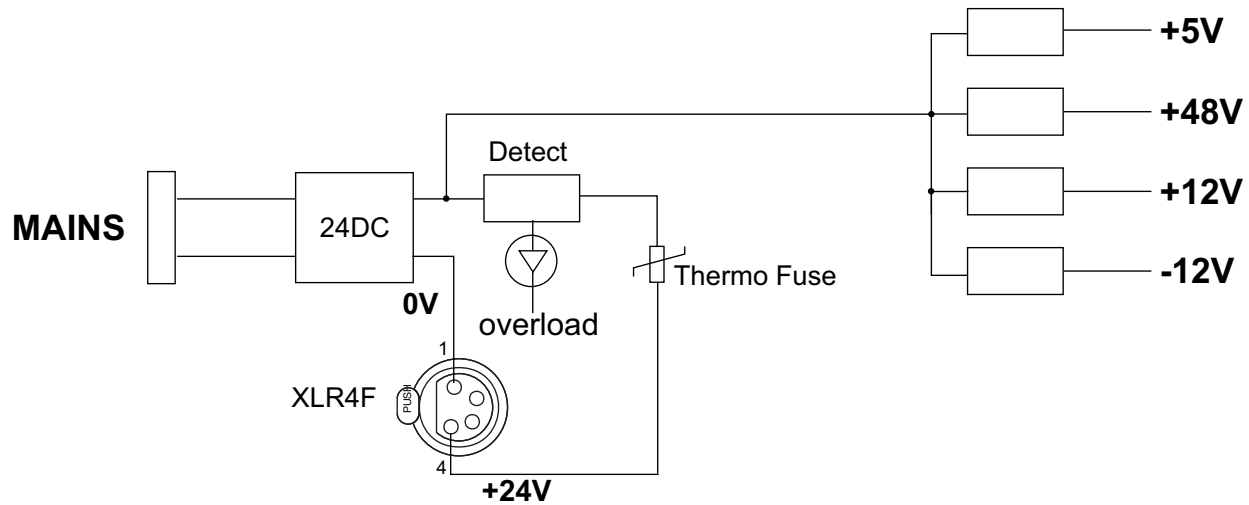 +5V
+48V
Detect
+12V
MAINS
24DC
-12V
Thermo Fuse
0V
overload
1
XLR4F
PUSH
4
+24V